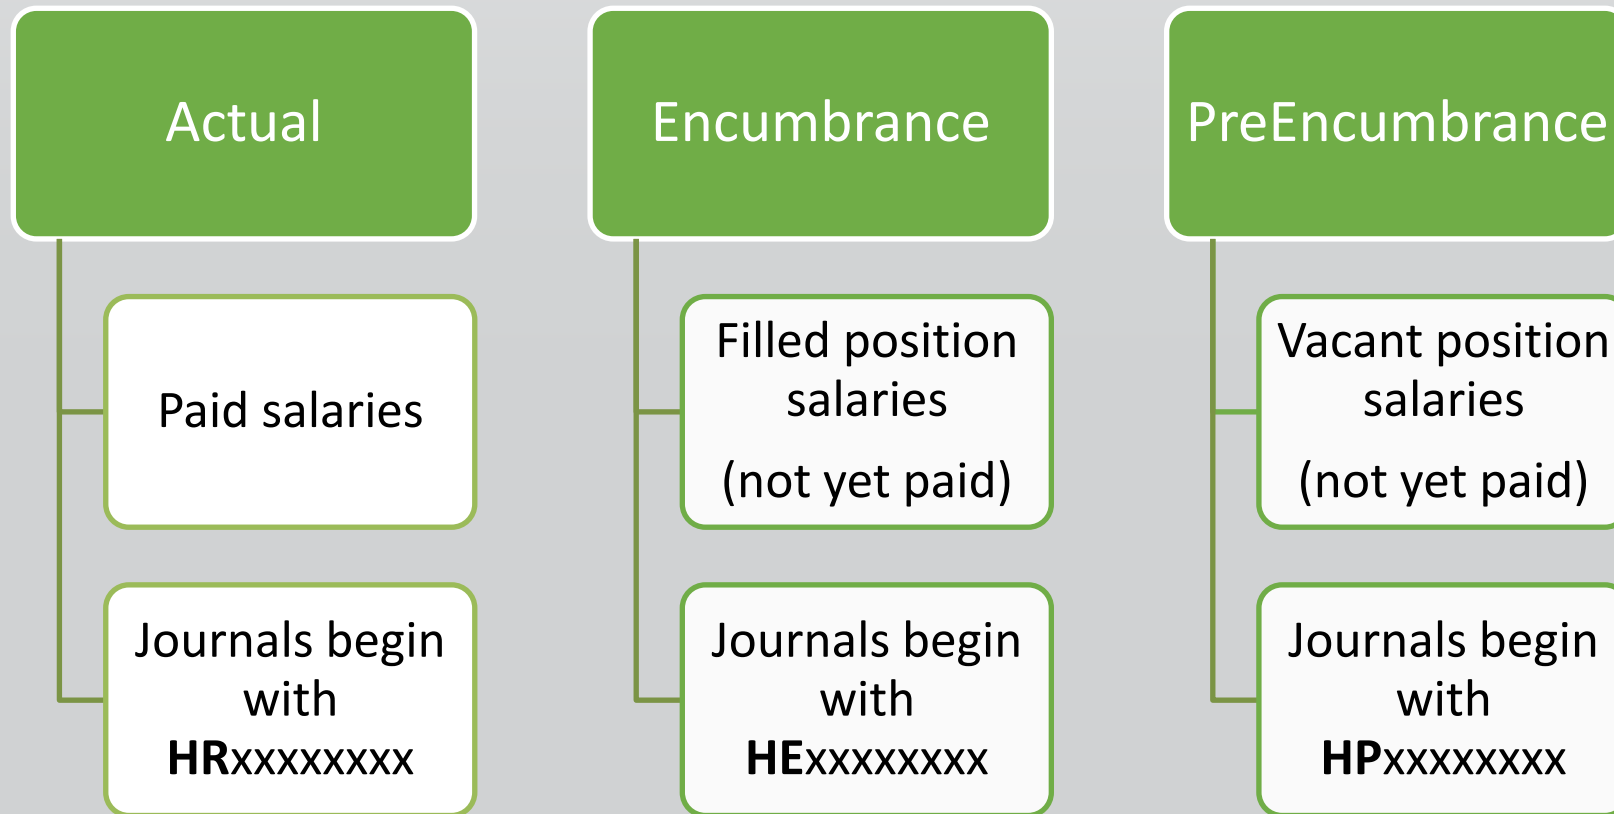 Actual
Paid salaries
Journals begin
with
HRxxxxxxxx
Encumbrance
Filled position
salaries
(not yet paid)
Journals begin
with
HExxxxxxxx
PreEncumbrance
Vacant position
salaries
(not yet paid)
Journals begin
with
HPxxxxxxxx